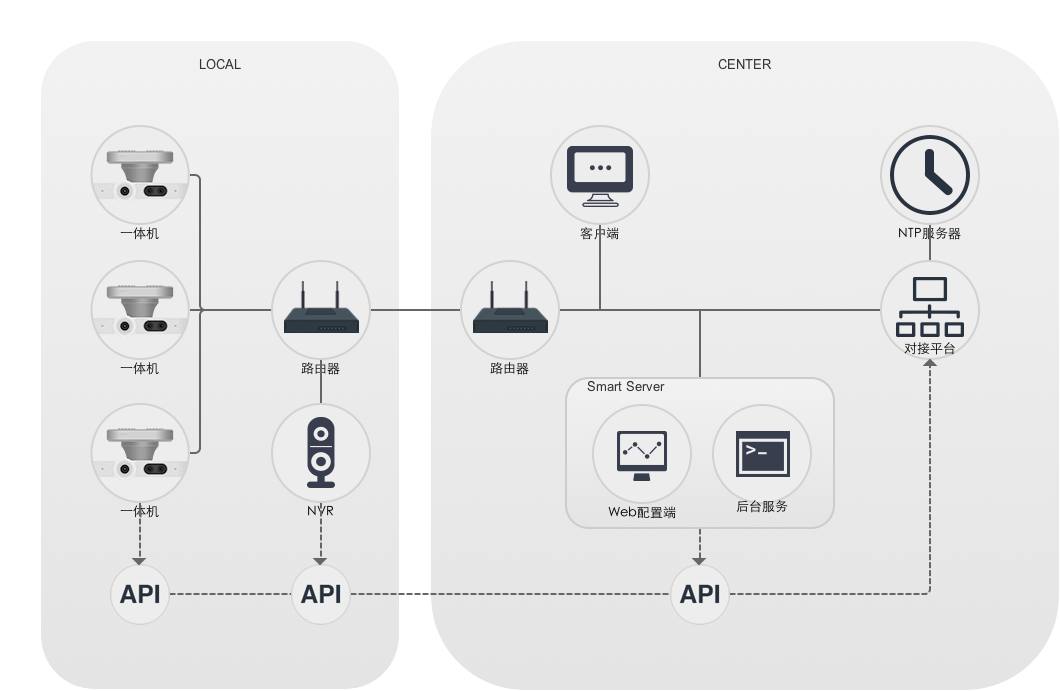 LOCAL
CENTER
一体机
客户端
NTP服务器
一体机
路由器
路由器
对接平台
Smart Server
>_
一体机
NVR
Web配置端
后台服务
API
API
API